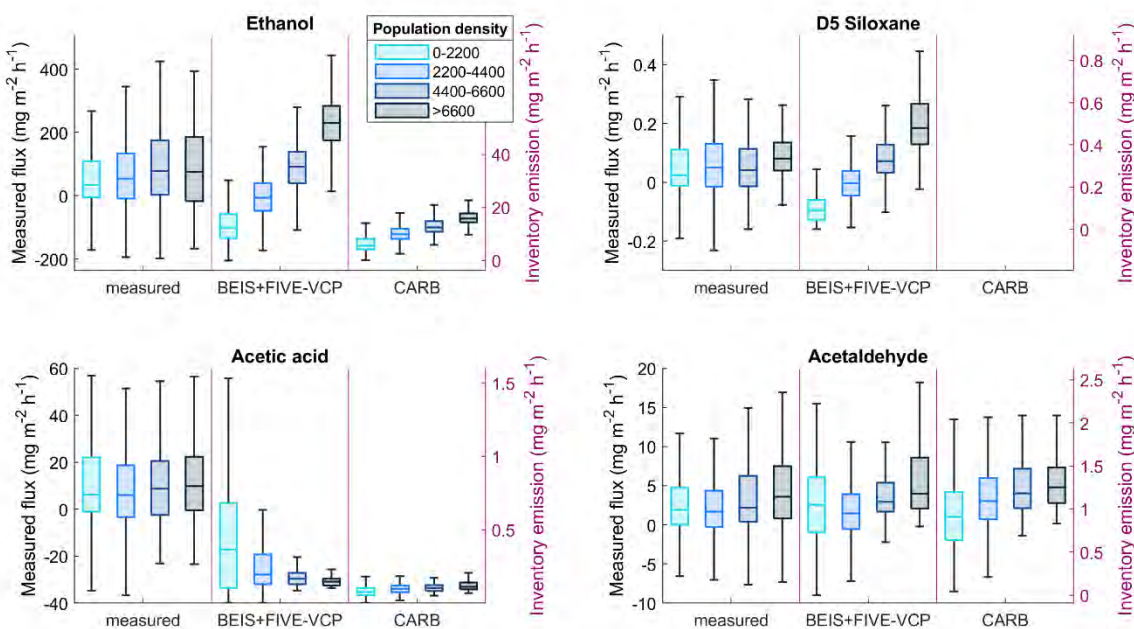 Ethanol
Population density
0-2200
2200-4400
4400-6600
>6600
Measured flux (mg m⁻² h⁻¹)
400
200
0
-200
Inventory emission (mg m⁻² h⁻¹)
40
20
0
measured
BEIS+FIVE-VCP
CARB
D5 Siloxane
Measured flux (mg m⁻² h⁻¹)
0.4
0.2
0
-0.2
Inventory emission (mg m⁻² h⁻¹)
0.8
0.6
0.4
0.2
0
measured
BEIS+FIVE-VCP
CARB
Acetic acid
Measured flux (mg m⁻² h⁻¹)
60
40
20
0
-20
-40
Inventory emission (mg m⁻² h⁻¹)
1.5
1
0.5
measured
BEIS+FIVE-VCP
CARB
Acetaldehyde
Measured flux (mg m⁻² h⁻¹)
20
15
10
5
0
-5
-10
Inventory emission (mg m⁻² h⁻¹)
2.5
2
1.5
1
0.5
0
measured
BEIS+FIVE-VCP
CARB